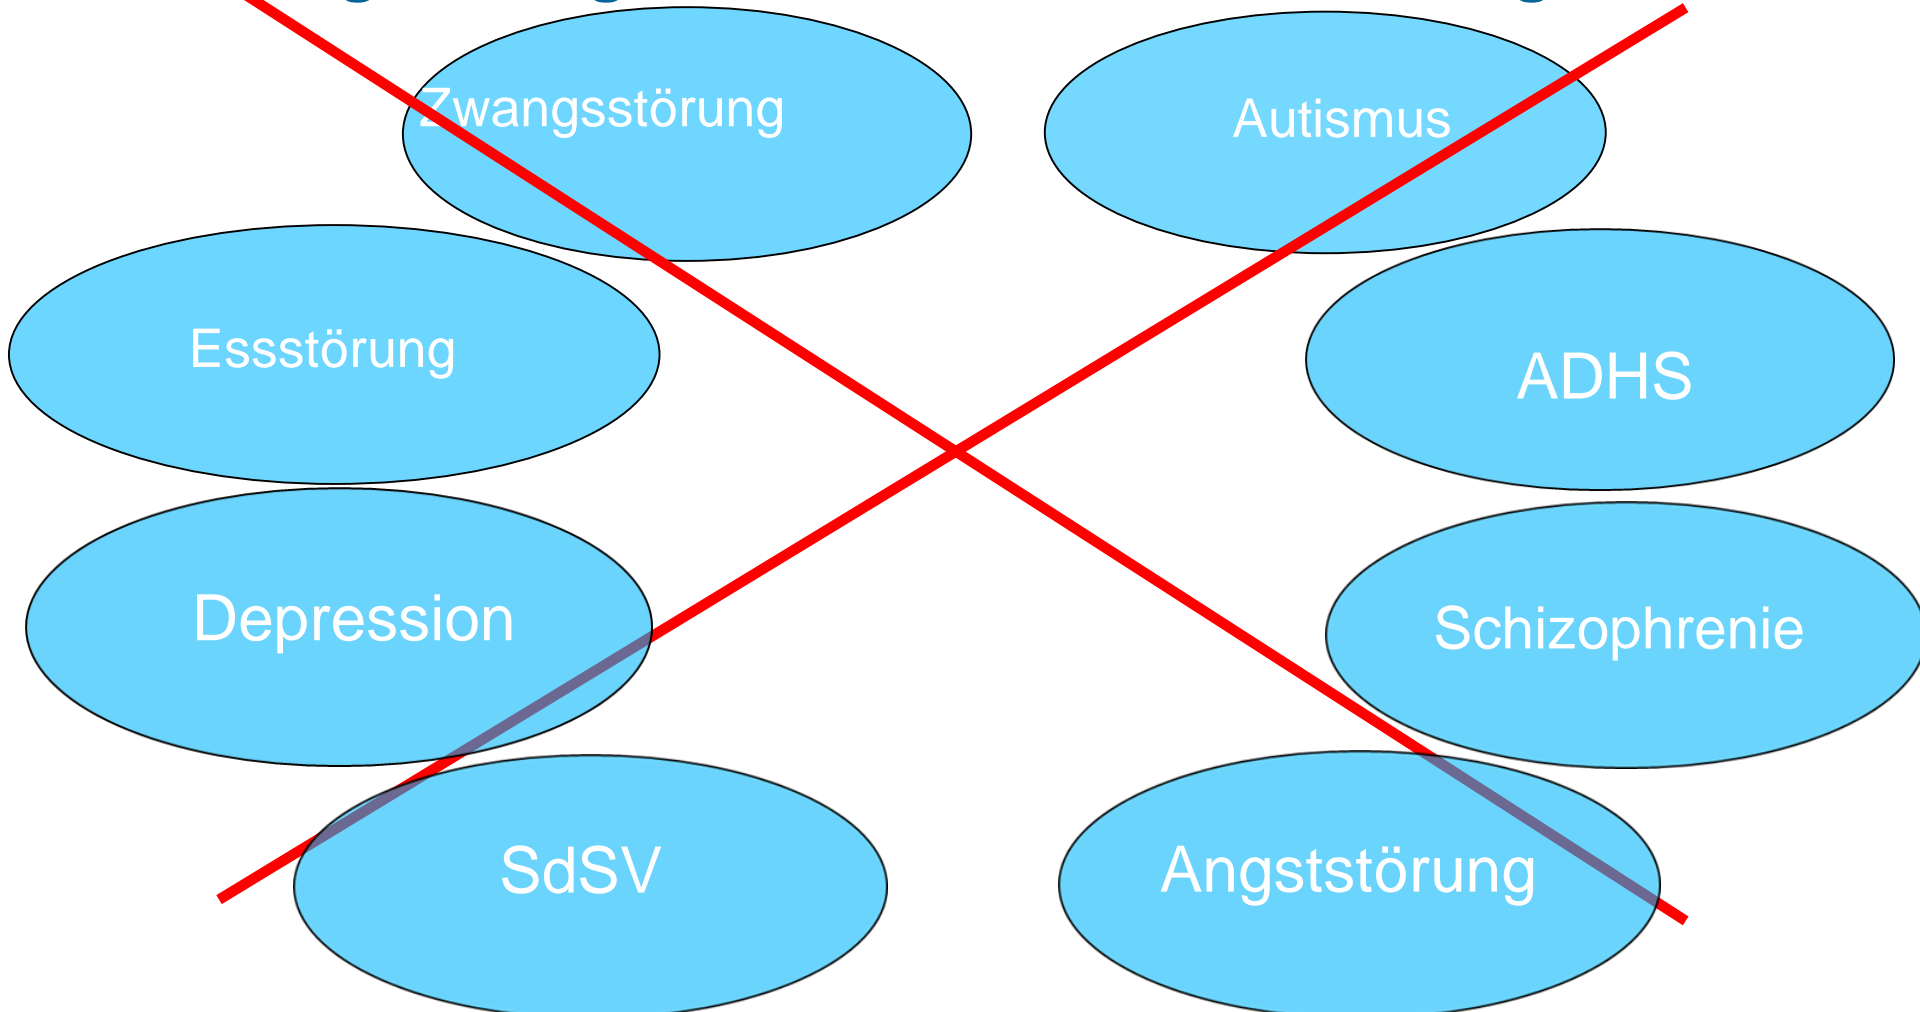 Zwangsstörung
Autismus
Essstörung
ADHS
Depression
Schizophrenie
SdSV
Angststörung